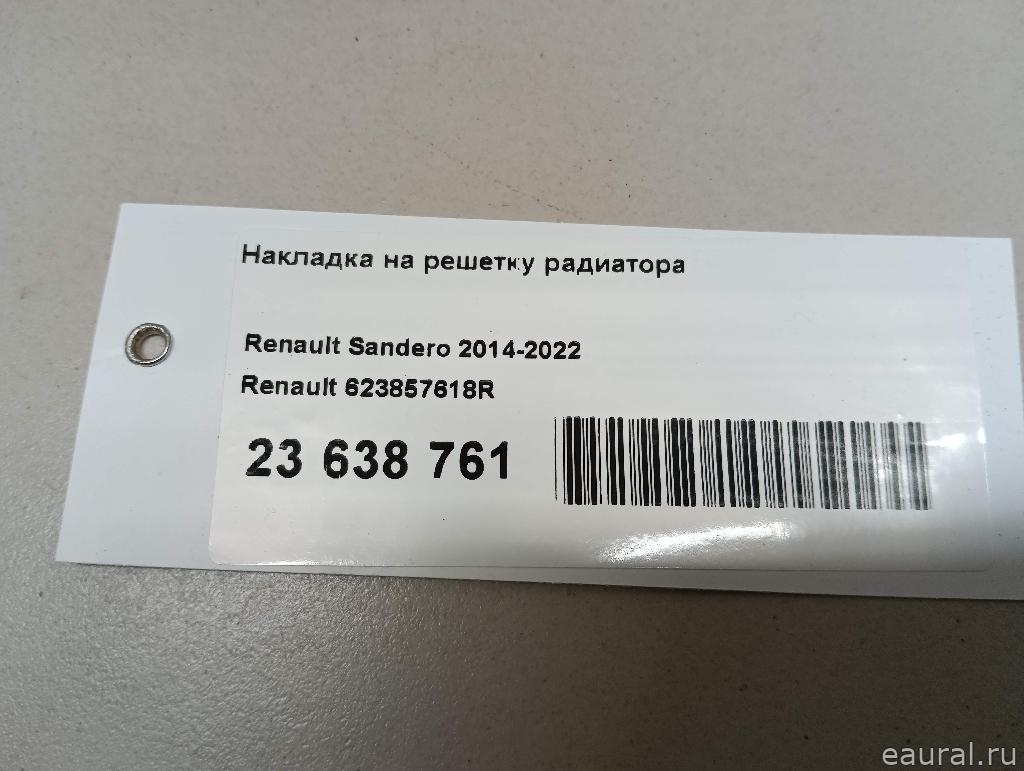 Накладка на решетку радиатора
Renault Sandero 2014-2022
Renault 623857618R
23 638 761
eaural.ru